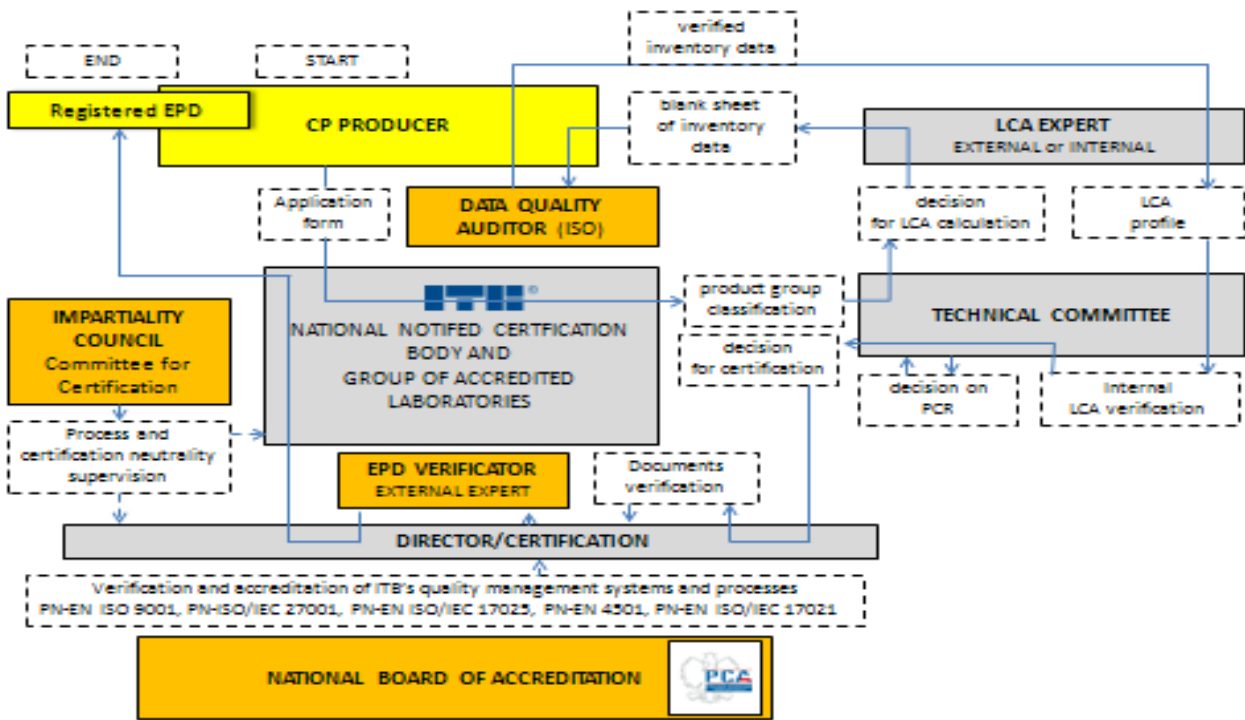 END
START
verified
inventory data
Registered EPD
CP PRODUCER
blank sheet
of inventory
data
LCA EXPERT
EXTERNAL or INTERNAL
Application
form
DATA QUALITY
AUDITOR (ISO)
decision
for LCA calculation
LCA
profile
ITB®
NATIONAL NOTIFED CERTFICATION
BODY AND
GROUP OF ACCREDITED
LABORATORIES
product group
classification
TECHNICAL COMMITTEE
IMPARTIALITY
COUNCIL
Committee for
Certification
decision
for certification
decision on
PCR
Internal
LCA verification
Process and
certification neutrality
supervision
EPD VERIFICATOR
EXTERNAL EXPERT
Documents
verification
DIRECTOR/CERTIFICATION
Verification and accreditation of ITB's quality management systems and processes
PN-EN ISO 9001, PN-ISO/IEC 27001, PN-EN ISO/IEC 17025, PN-EN 4501, PN-EN ISO/IEC 17021
NATIONAL BOARD OF ACCREDITATION
PCA